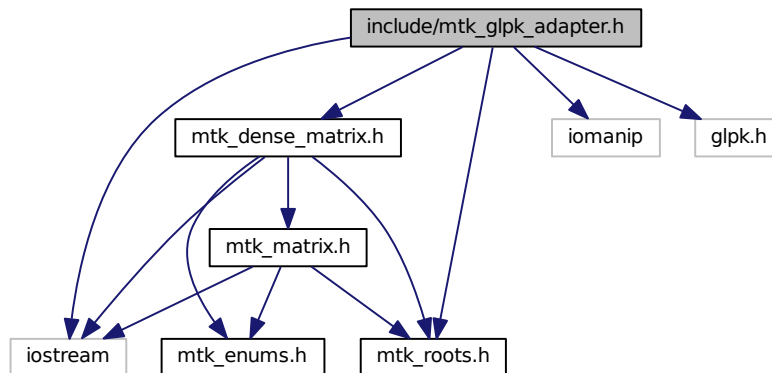 include/mtk_glpk_adapter.h
mtk_dense_matrix.h
iomanip
glpk.h
mtk_matrix.h
iostream
mtk_enums.h
mtk_roots.h